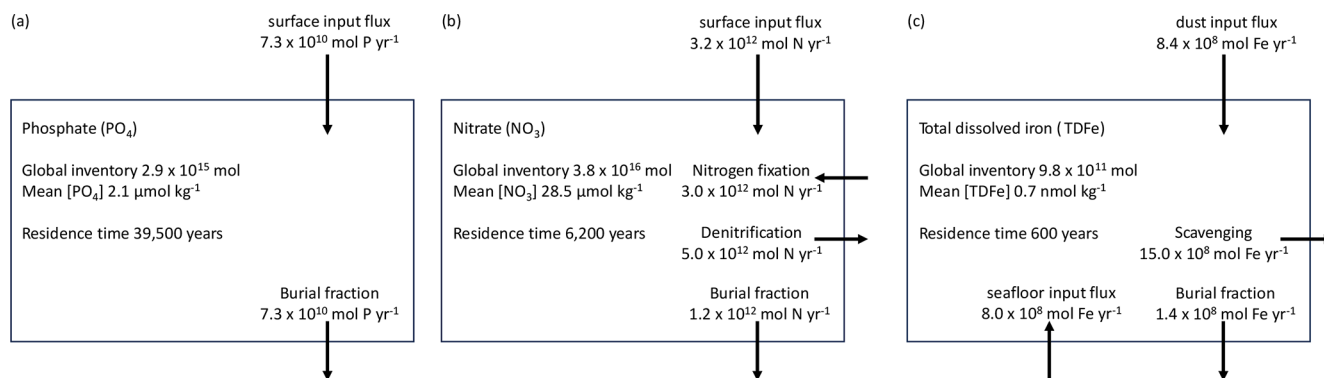 (a)
surface input flux
7.3 x 10¹⁰ mol P yr⁻¹
Phosphate (PO₄)
Global inventory 2.9 x 10¹⁵ mol
Mean [PO₄] 2.1 μmol kg⁻¹
Residence time 39,500 years
Burial fraction
7.3 x 10¹⁰ mol P yr⁻¹
(b)
surface input flux
3.2 x 10¹² mol N yr⁻¹
Nitrate (NO₃)
Global inventory 3.8 x 10¹⁶ mol
Mean [NO₃] 28.5 μmol kg⁻¹
Nitrogen fixation
3.0 x 10¹² mol N yr⁻¹
Residence time 6,200 years
Denitrification
5.0 x 10¹² mol N yr⁻¹
Burial fraction
1.2 x 10¹² mol N yr⁻¹
(c)
dust input flux
8.4 x 10⁸ mol Fe yr⁻¹
Total dissolved iron (TDFe)
Global inventory 9.8 x 10¹¹ mol
Mean [TDFe] 0.7 nmol kg⁻¹
Residence time 600 years
Scavenging
15.0 x 10⁸ mol Fe yr⁻¹
seafloor input flux
8.0 x 10⁸ mol Fe yr⁻¹
Burial fraction
1.4 x 10⁸ mol Fe yr⁻¹